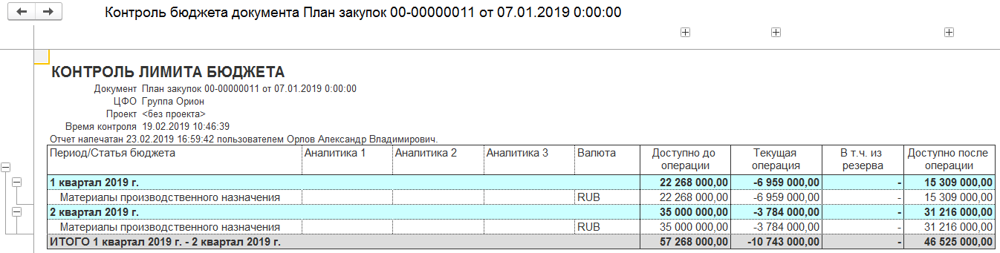 Контроль бюджета документа План закупок 00-00000011 от 07.01.2019 0:00:00
КОНТРОЛЬ ЛИМИТА БЮДЖЕТА
Документ План закупок 00-00000011 от 07.01.2019 0:00:00
ЦФО Группа Орион
Проект <без проекта>
Время контроля 19.02.2019 10:46:39
Отчет напечатан 23.02.2019 16:59:42 пользователем Орлов Александр Владимирович.
Период/Статья бюджета Аналитика 1 Аналитика 2 Аналитика 3 Валюта Доступно до Текущая В т.ч. из Доступно после
операции операция резерва операции
1 квартал 2019 г. 22 268 000,00 -6 959 000,00 - 15 309 000,00
Материалы производственного назначения RUB 22 268 000,00 -6 959 000,00 - 15 309 000,00
2 квартал 2019 г. 35 000 000,00 -3 784 000,00 - 31 216 000,00
Материалы производственного назначения RUB 35 000 000,00 -3 784 000,00 - 31 216 000,00
ИТОГО 1 квартал 2019 г. - 2 квартал 2019 г. 57 268 000,00 -10 743 000,00 - 46 525 000,00